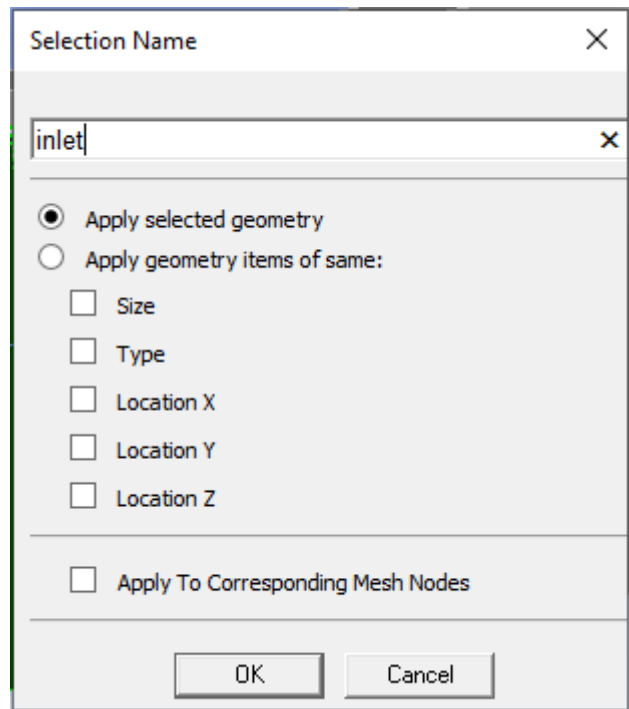 Selection Name
inlet
Apply selected geometry
Apply geometry items of same:
Size
Type
Location X
Location Y
Location Z
Apply To Corresponding Mesh Nodes
OK Cancel